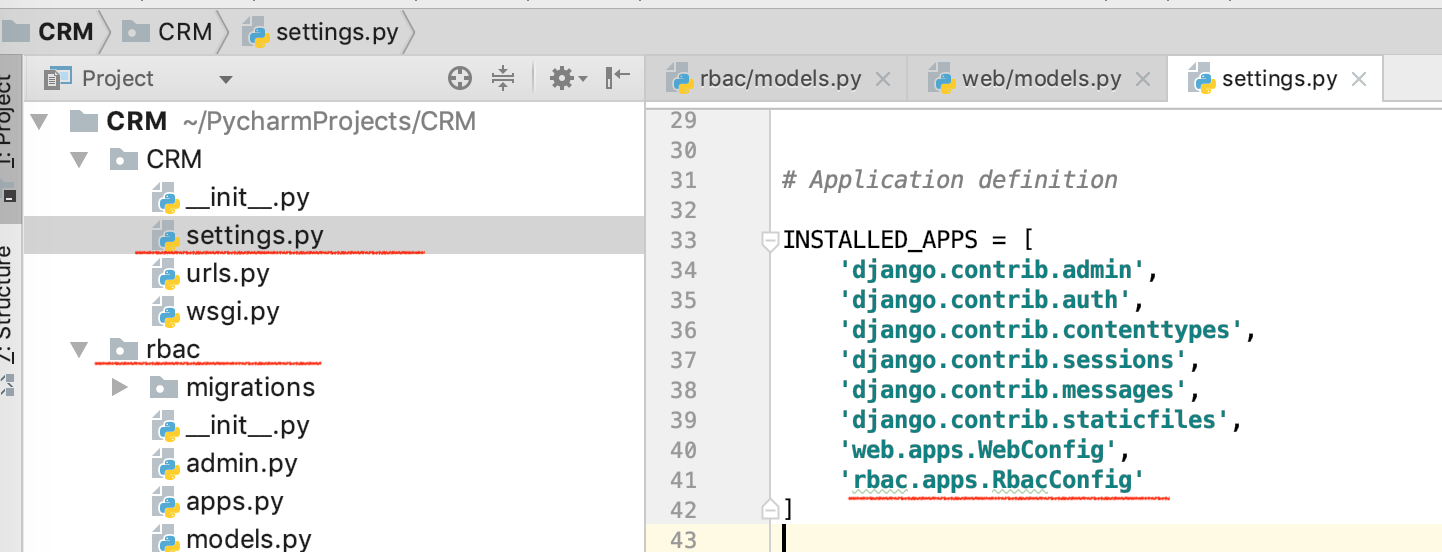 CRM CRM settings.py
Project
rbac/models.py web/models.py settings.py
1: Project
7: Structure
CRM ~/PycharmProjects/CRM
CRM
__init__.py
settings.py
urls.py
wsgi.py
rbac
migrations
__init__.py
admin.py
apps.py
models.py
29
30
31 # Application definition
32
33 INSTALLED_APPS = [
34 'django.contrib.admin',
35 'django.contrib.auth',
36 'django.contrib.contenttypes',
37 'django.contrib.sessions',
38 'django.contrib.messages',
39 'django.contrib.staticfiles',
40 'web.apps.WebConfig',
41 'rbac.apps.RbacConfig'
42 ]
43